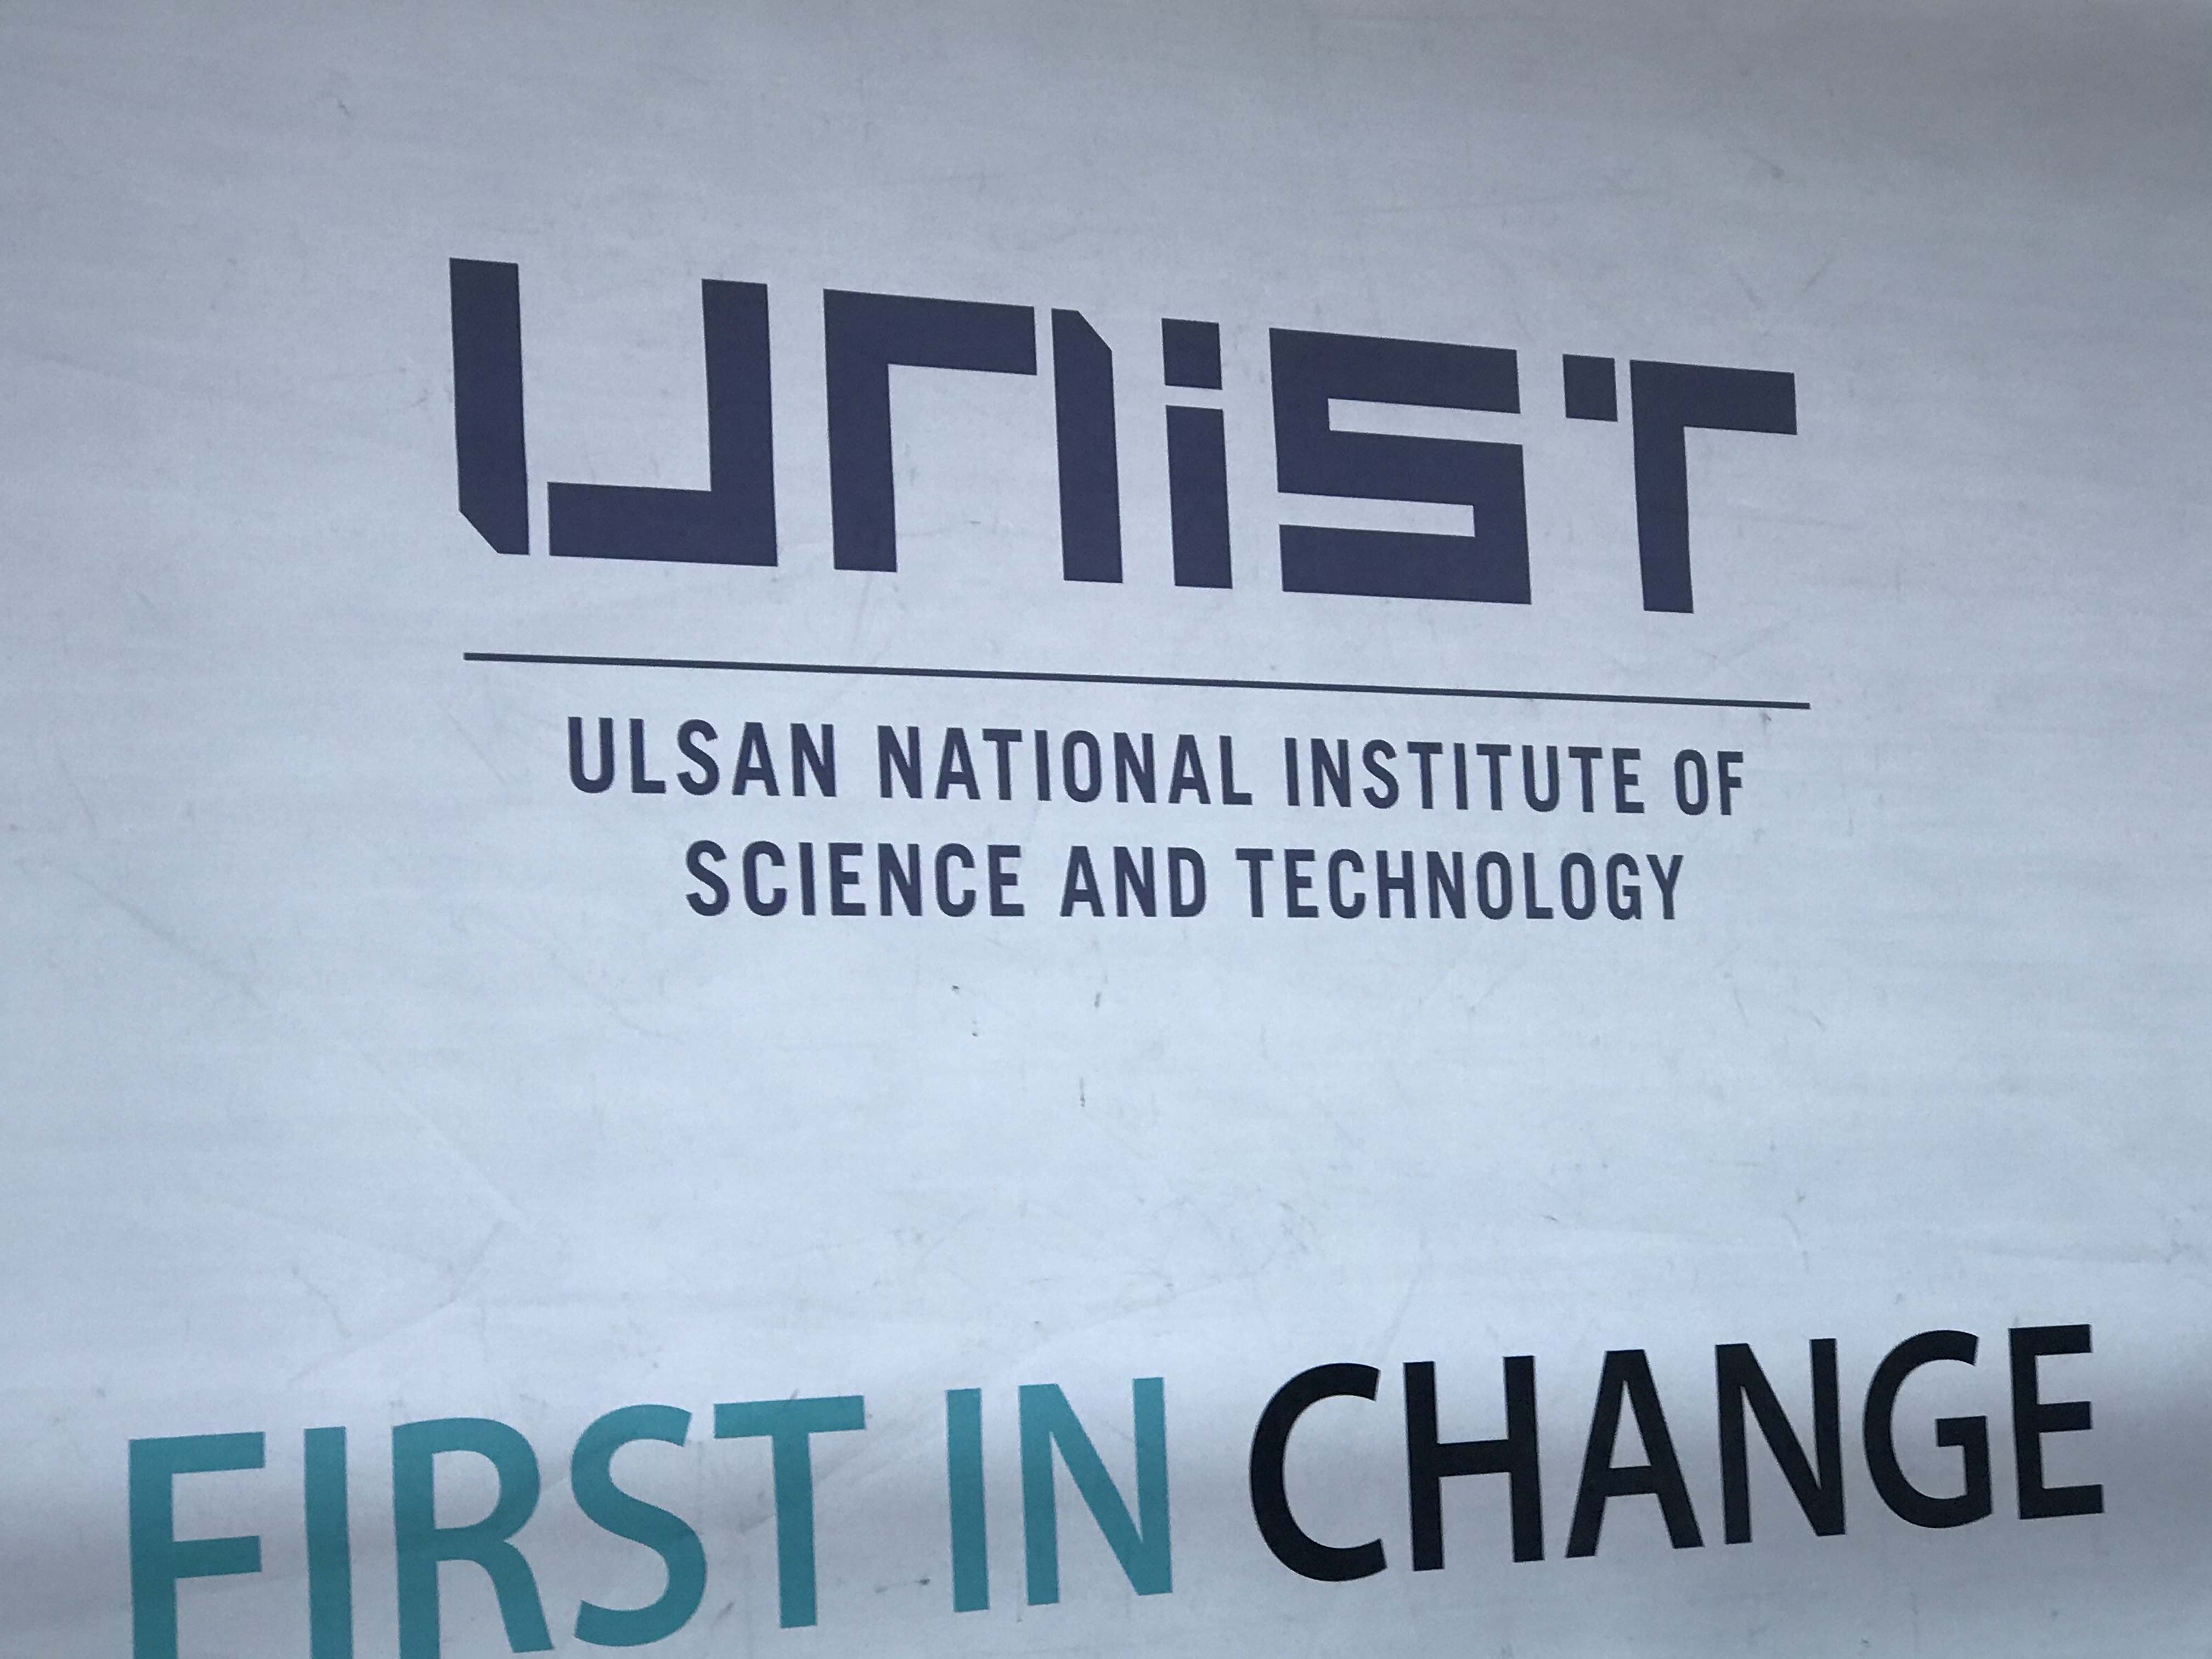 UNIST
ULSAN NATIONAL INSTITUTE OF
SCIENCE AND TECHNOLOGY
FIRST IN CHANGE